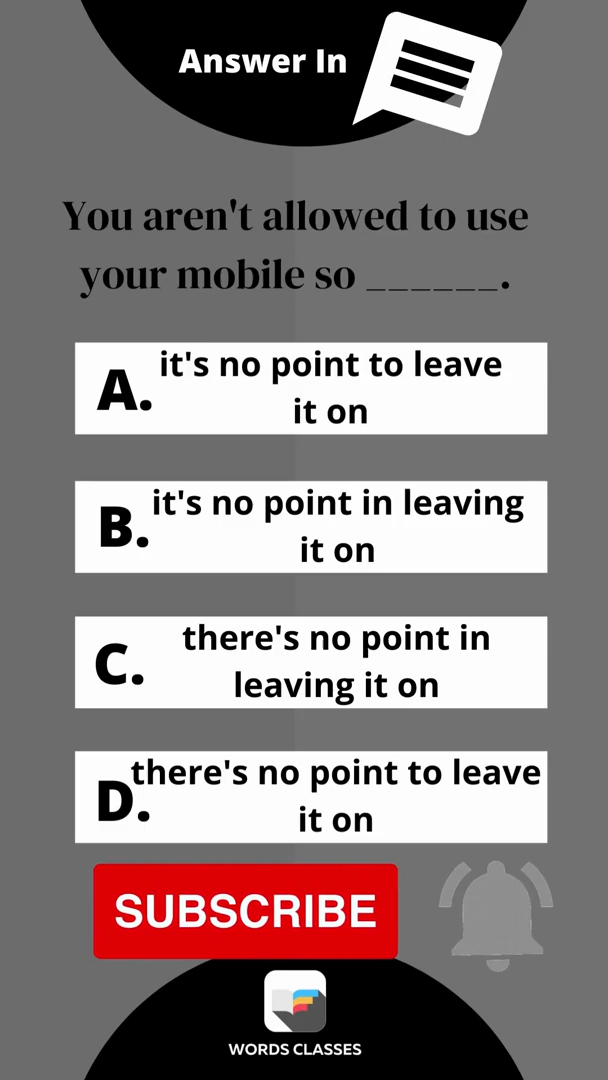 Answer In
You aren't allowed to use
your mobile so ______.
A. it's no point to leave
it on
B. it's no point in leaving
it on
C. there's no point in
leaving it on
D. there's no point to leave
it on
SUBSCRIBE
WORDS CLASSES